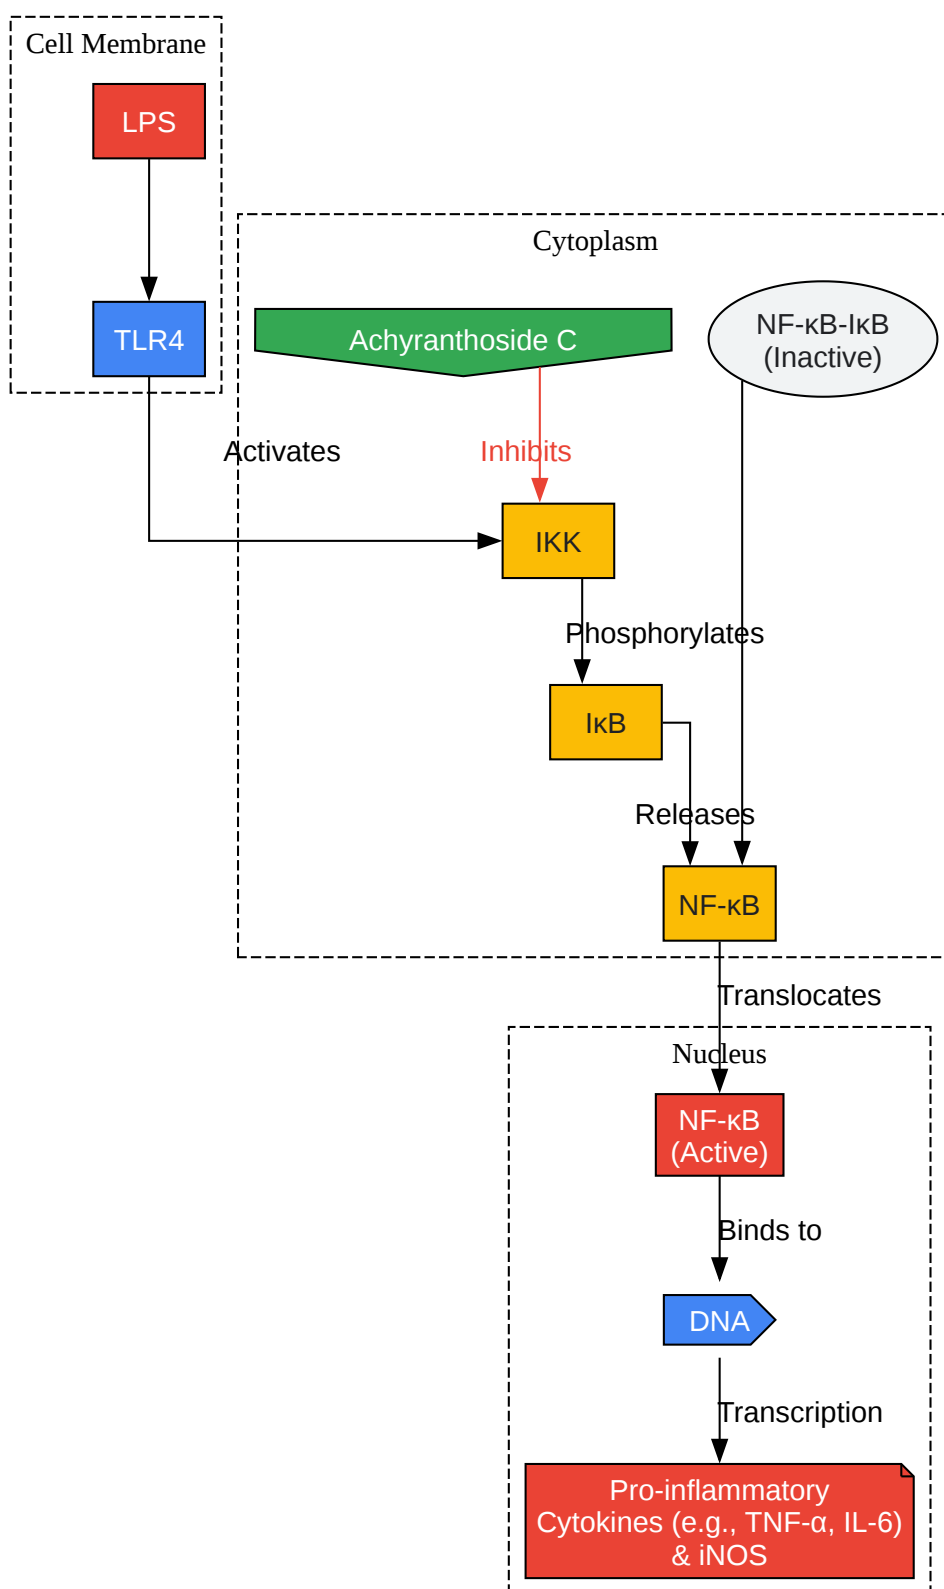 Cell Membrane
LPS
TLR4
Cytoplasm
Achyranthoside C
NF-κB-IκB
(Inactive)
Activates
Inhibits
IKK
Phosphorylates
IκB
Releases
NF-κB
Translocates
Nucleus
NF-κB
(Active)
Binds to
DNA
Transcription
Pro-inflammatory
Cytokines (e.g., TNF-α, IL-6)
& iNOS